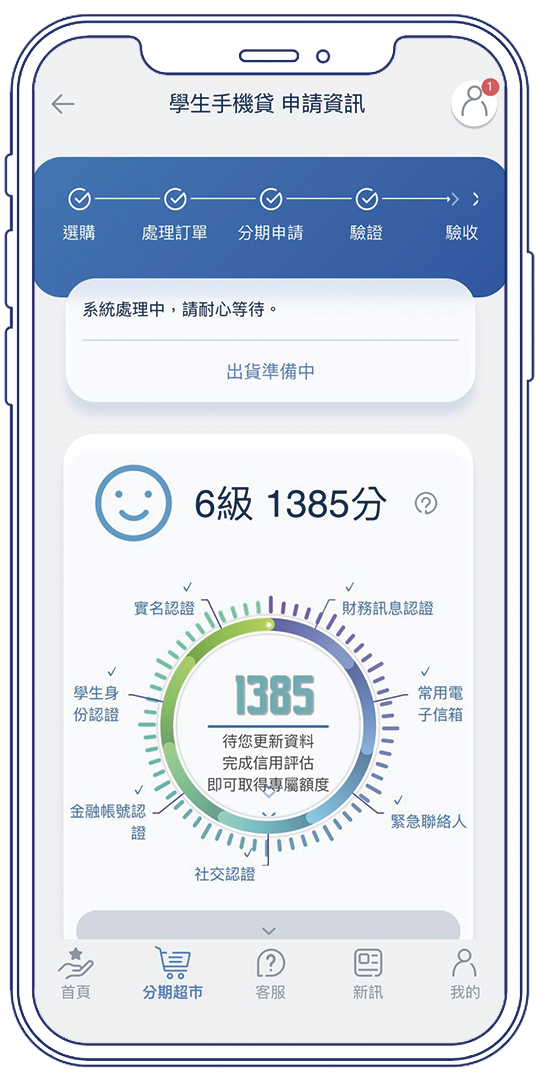 學生手機貸 申請資訊
1
選購 處理訂單 分期申請 驗證 驗收
系統處理中，請耐心等待。
出貨準備中
6級 1385分
實名認證
財務訊息認證
學生身
份認證
常用電
子信箱
1385
待您更新資料
完成信用評估
即可取得專屬額度
金融帳號認
證
緊急聯絡人
社交認證
首頁 分期超市 客服 新訊 我的